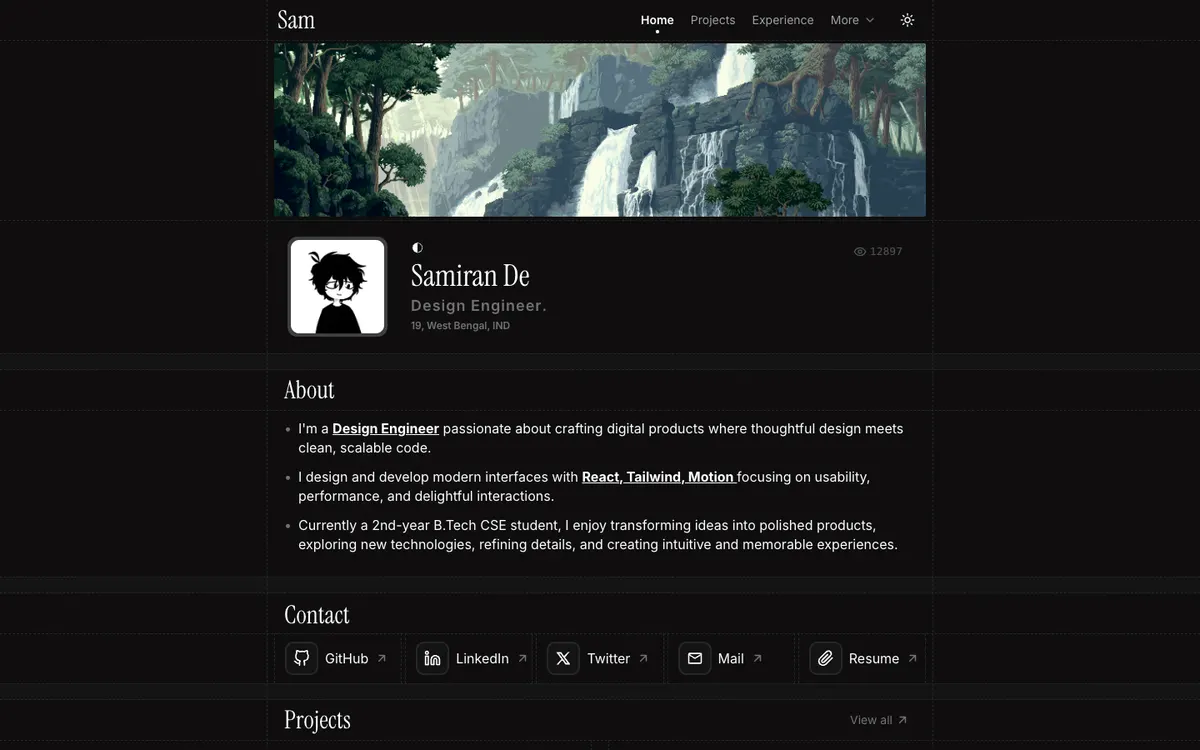 Sam
Home Projects Experience More
12897
Samiran De
Design Engineer.
19, West Bengal, IND
About
I'm a Design Engineer passionate about crafting digital products where thoughtful design meets
clean, scalable code.
I design and develop modern interfaces with React, Tailwind, Motion focusing on usability,
performance, and delightful interactions.
Currently a 2nd-year B.Tech CSE student, I enjoy transforming ideas into polished products,
exploring new technologies, refining details, and creating intuitive and memorable experiences.
Contact
GitHub LinkedIn Twitter Mail Resume
Projects View all